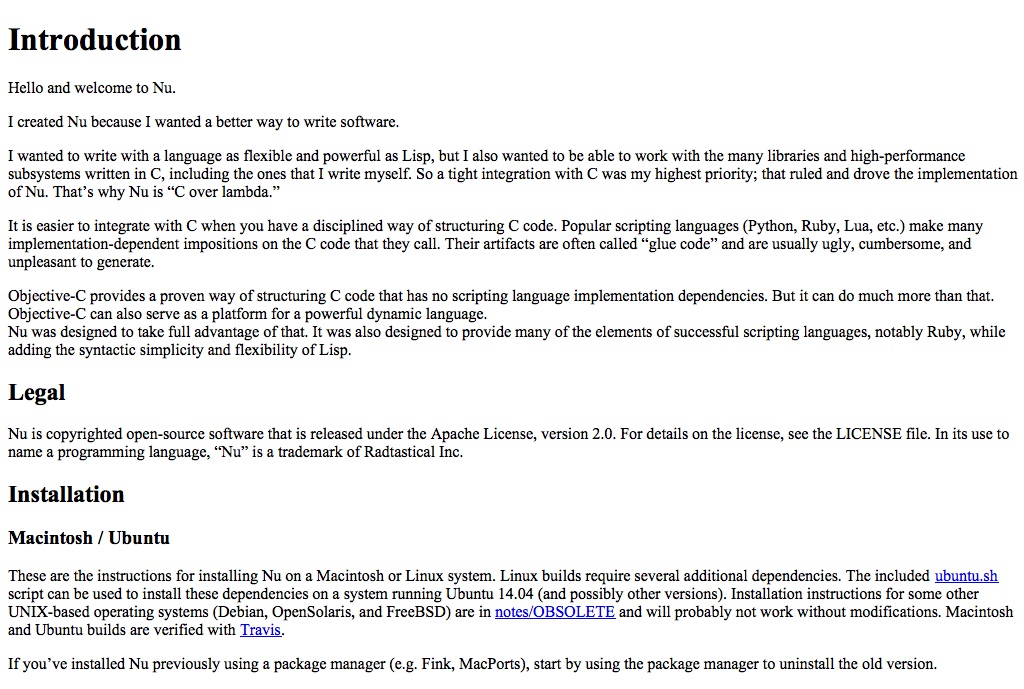 Introduction
Hello and welcome to Nu.
I created Nu because I wanted a better way to write software.
I wanted to write with a language as flexible and powerful as Lisp, but I also wanted to be able to work with the many libraries and high-performance
subsystems written in C, including the ones that I write myself. So a tight integration with C was my highest priority; that ruled and drove the implementation
of Nu. That’s why Nu is “C over lambda.”
It is easier to integrate with C when you have a disciplined way of structuring C code. Popular scripting languages (Python, Ruby, Lua, etc.) make many
implementation-dependent impositions on the C code that they call. Their artifacts are often called “glue code” and are usually ugly, cumbersome, and
unpleasant to generate.
Objective-C provides a proven way of structuring C code that has no scripting language implementation dependencies. But it can do much more than that.
Objective-C can also serve as a platform for a powerful dynamic language.
Nu was designed to take full advantage of that. It was also designed to provide many of the elements of successful scripting languages, notably Ruby, while
adding the syntactic simplicity and flexibility of Lisp.
Legal
Nu is copyrighted open-source software that is released under the Apache License, version 2.0. For details on the license, see the LICENSE file. In its use to
name a programming language, “Nu” is a trademark of Radtastical Inc.
Installation
Macintosh / Ubuntu
These are the instructions for installing Nu on a Macintosh or Linux system. Linux builds require several additional dependencies. The included ubuntu.sh
script can be used to install these dependencies on a system running Ubuntu 14.04 (and possibly other versions). Installation instructions for some other
UNIX-based operating systems (Debian, OpenSolaris, and FreeBSD) are in notes/OBSOLETE and will probably not work without modifications. Macintosh
and Ubuntu builds are verified with Travis.
If you’ve installed Nu previously using a package manager (e.g. Fink, MacPorts), start by using the package manager to uninstall the old version.